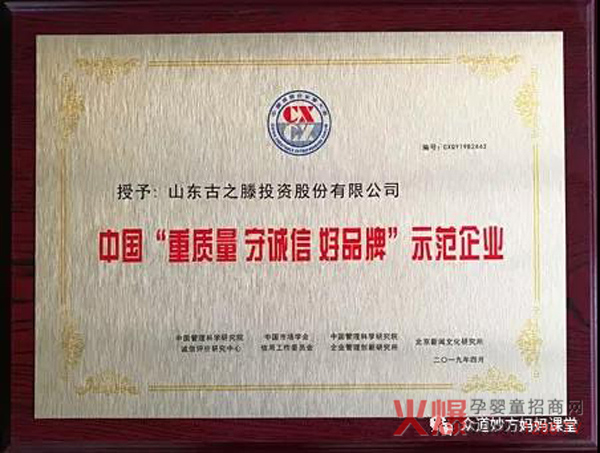 CX
编号：CXQY1982442
授予：山东古之滕投资股份有限公司
中国“重质量 守诚信 好品牌”示范企业
中国管理科学研究院 中国市场学会 中国管理科学研究院 北京新闻文化研究所
诚信评价研究中心 信用工作委员会 企业管理创新研究所 二〇一九年四月
火爆孕婴童招商网
众道妙方妈妈课堂